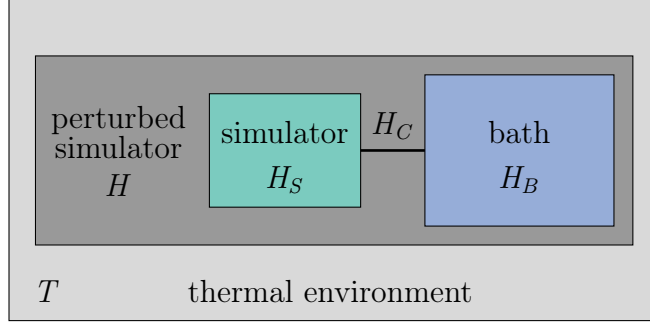 perturbed
simulator
H
simulator
H_S
H_C
bath
H_B
T
thermal environment